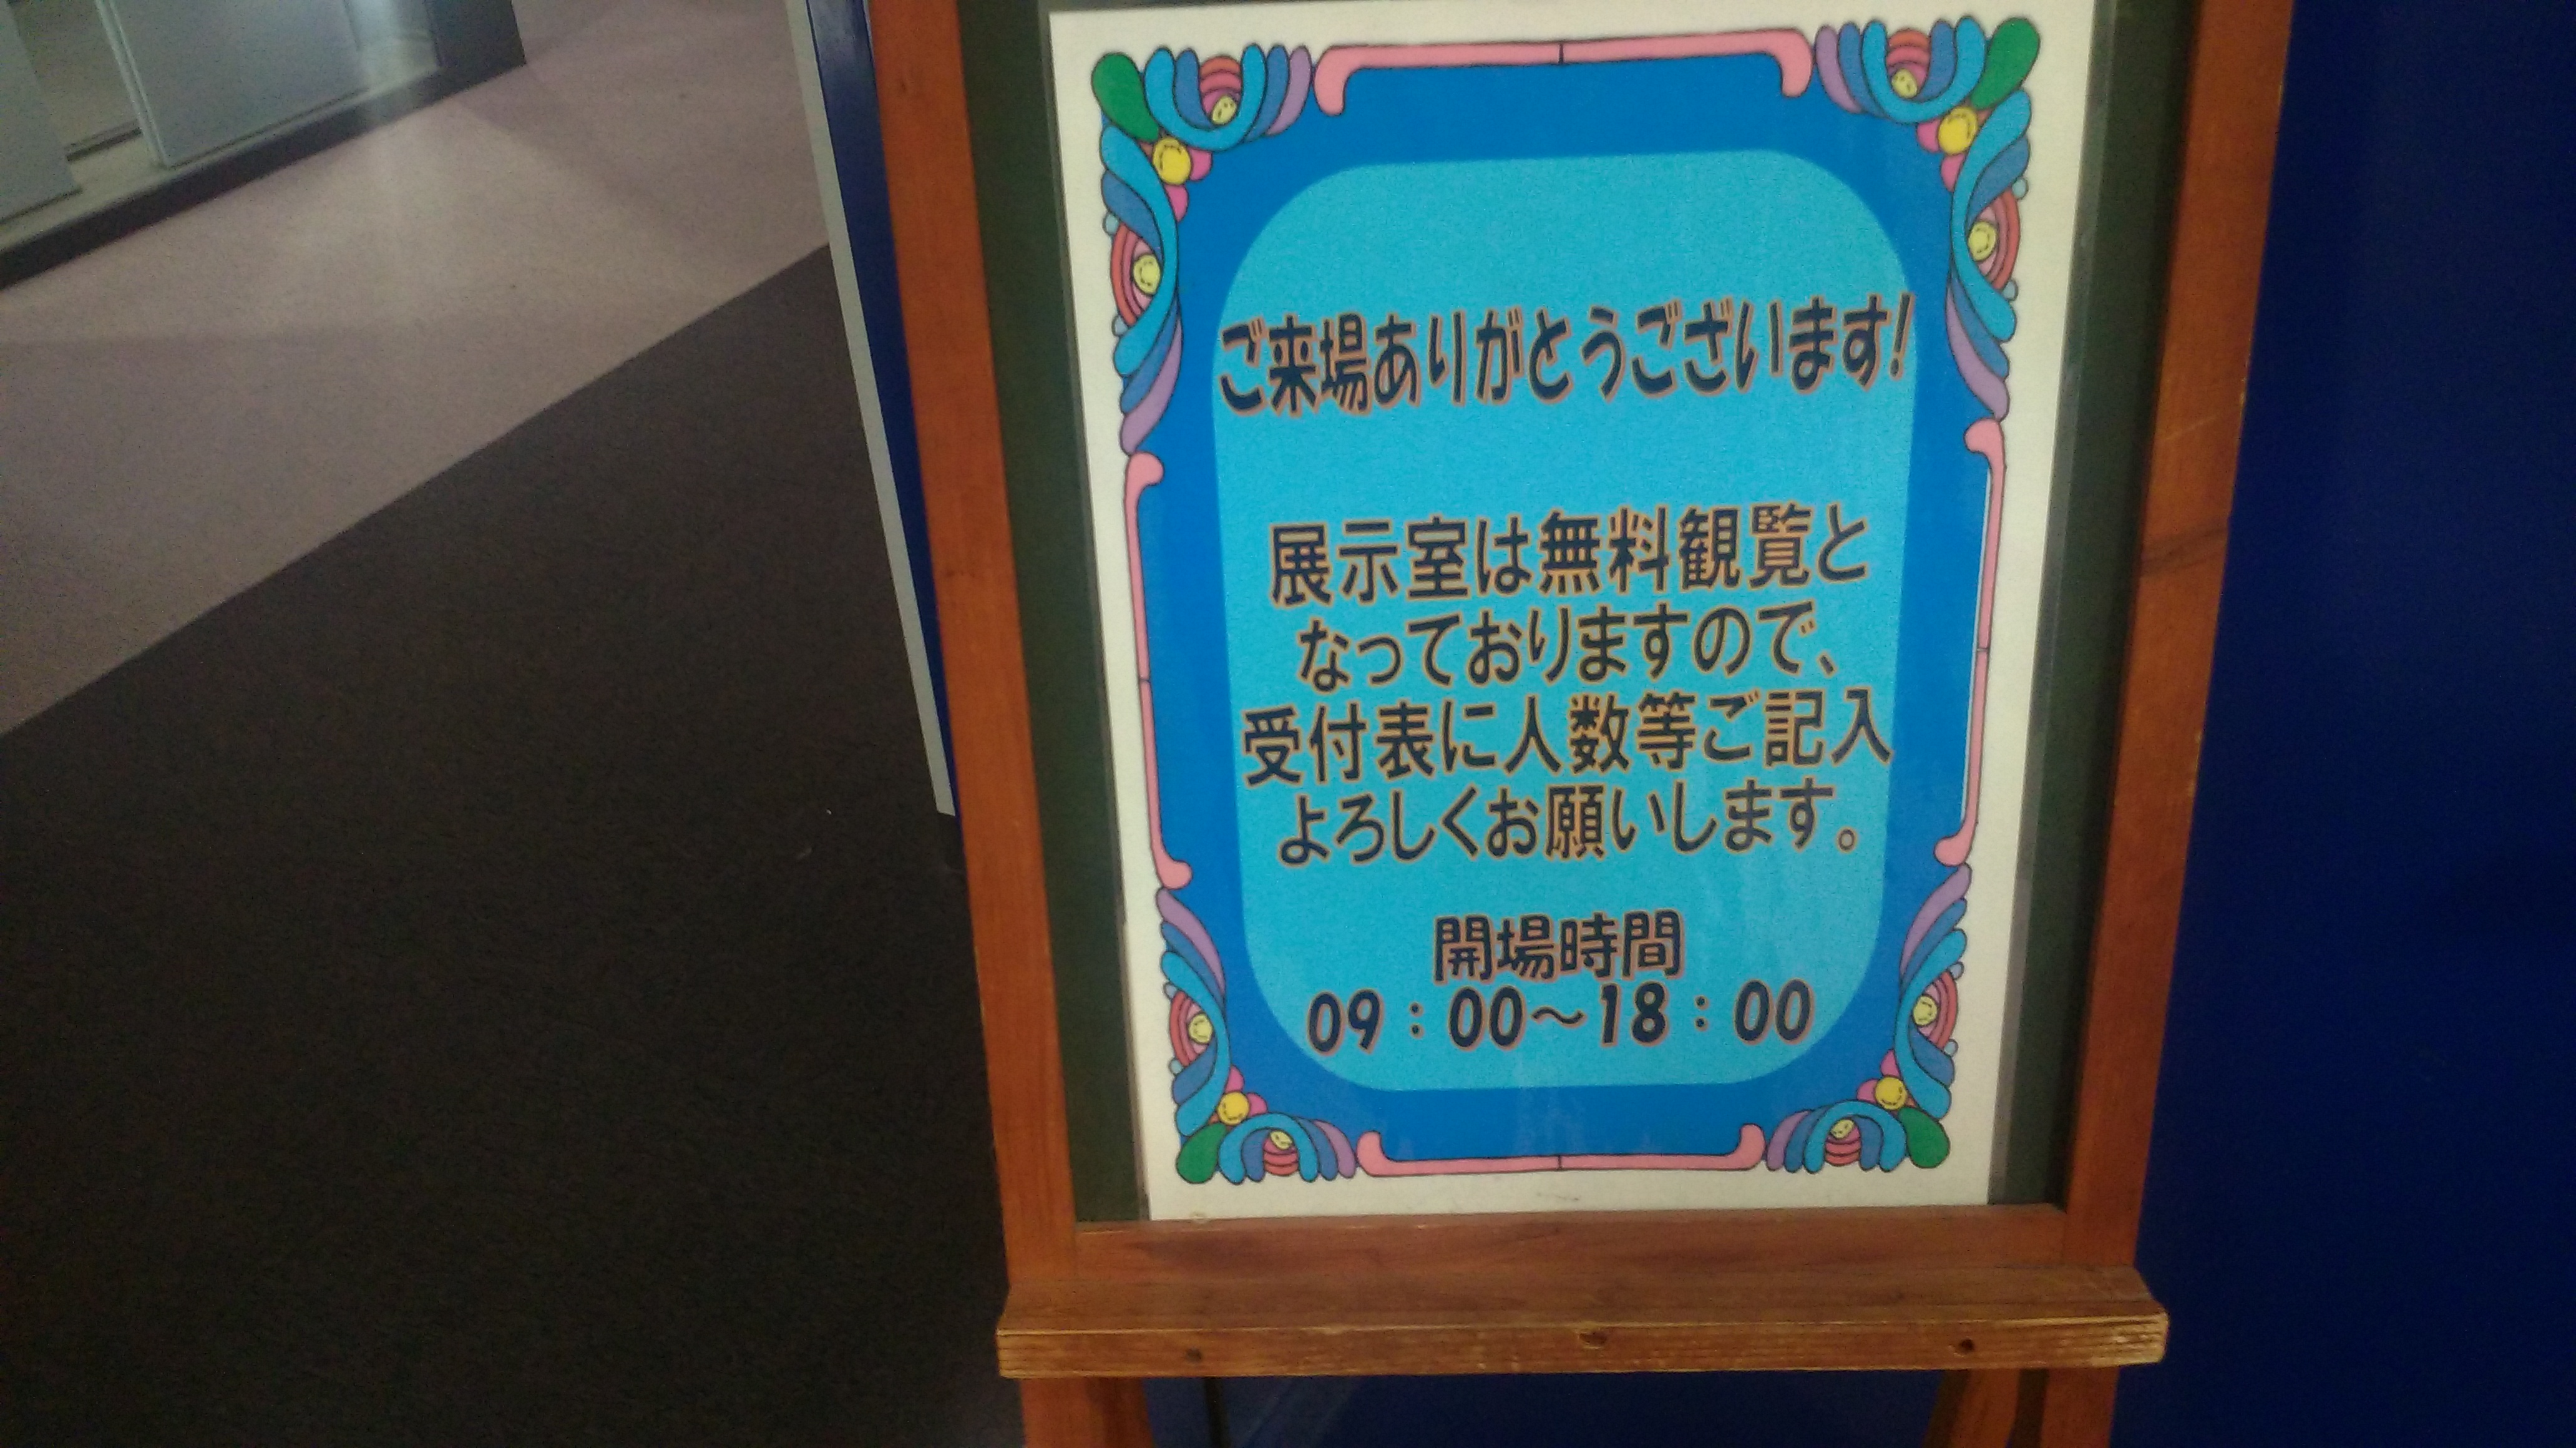 ご来場ありがとうございます!
展示室は無料観覧と
なっておりますので、
受付表に人数等ご記入
よろしくお願いします。
開場時間
09：00～18：00